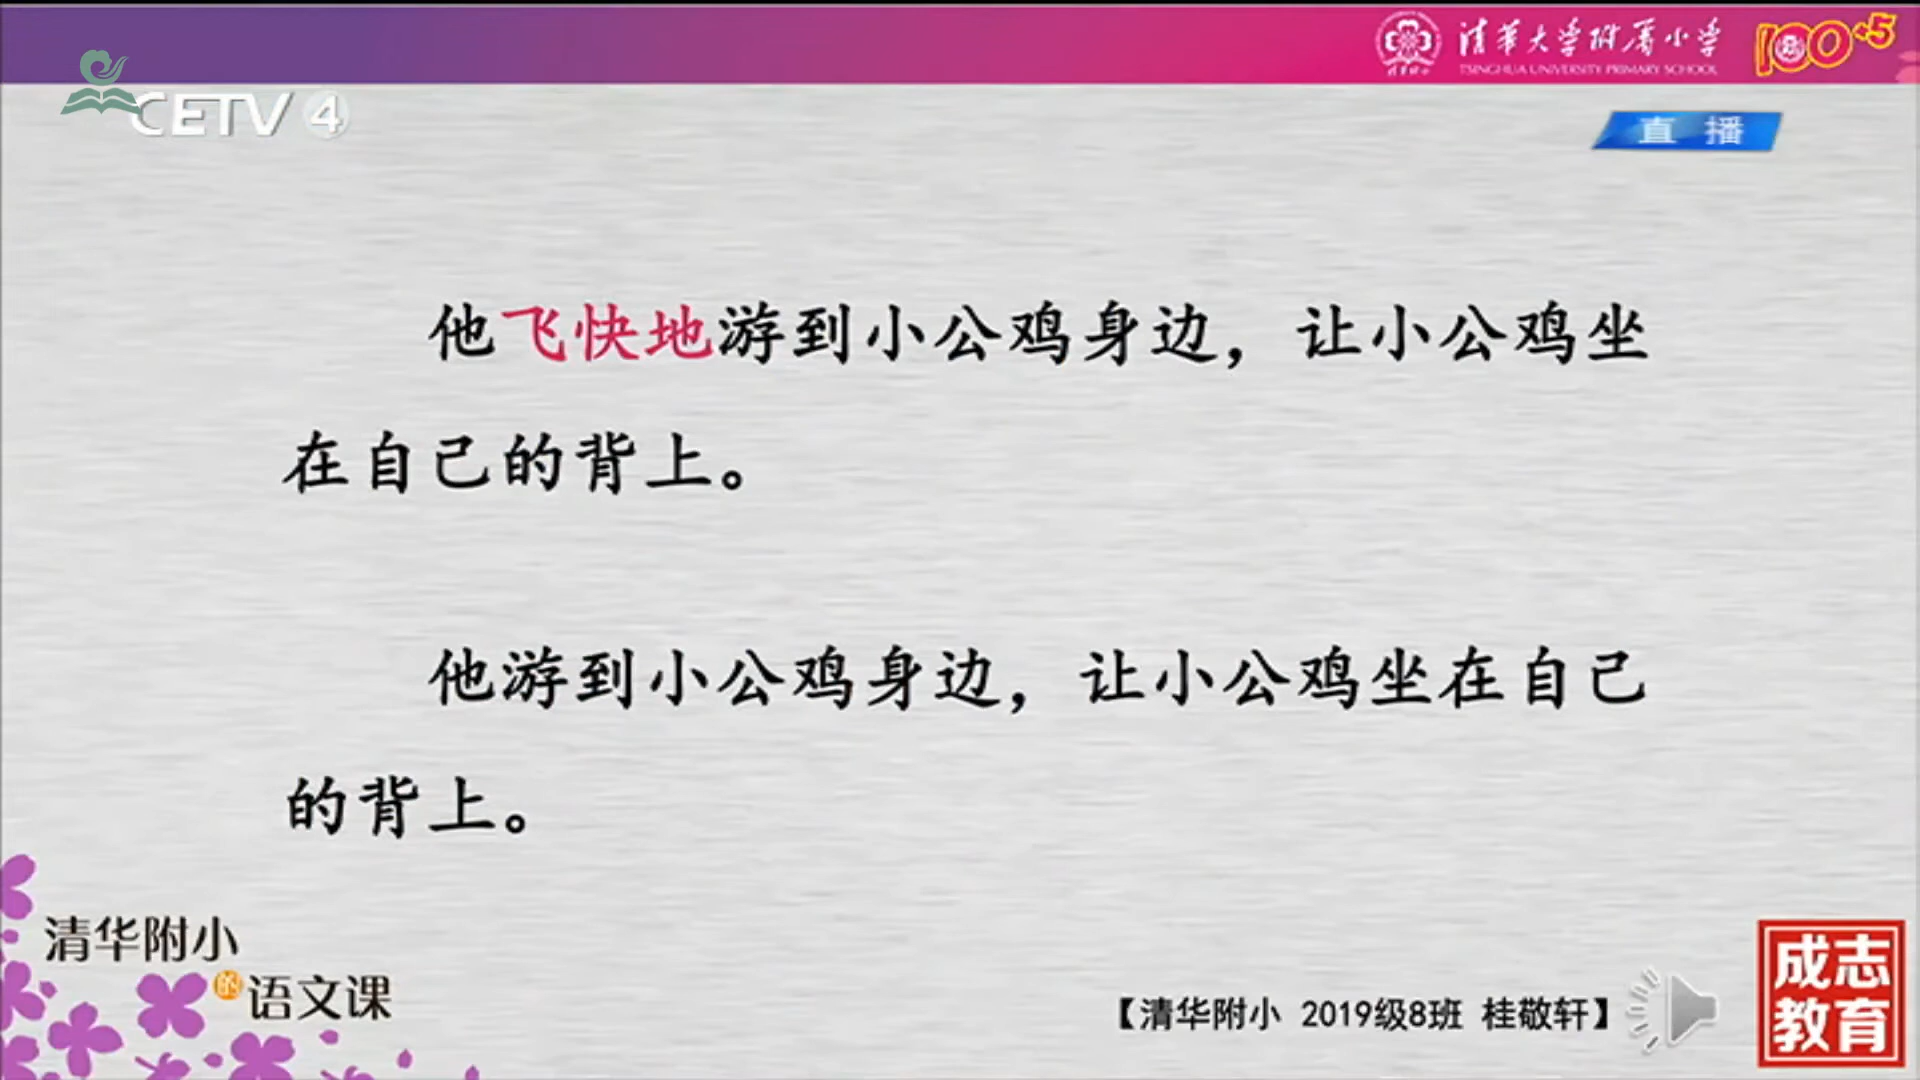 清华大学附属小学
TSINGHUA UNIVERSITY PRIMARY SCHOOL
100+5
CETV 4
直播
他飞快地游到小公鸡身边，让小公鸡坐
在自己的背上。
他游到小公鸡身边，让小公鸡坐在自己
的背上。
清华附小
的语文课
【清华附小 2019级8班 桂敬轩】
成志
教育